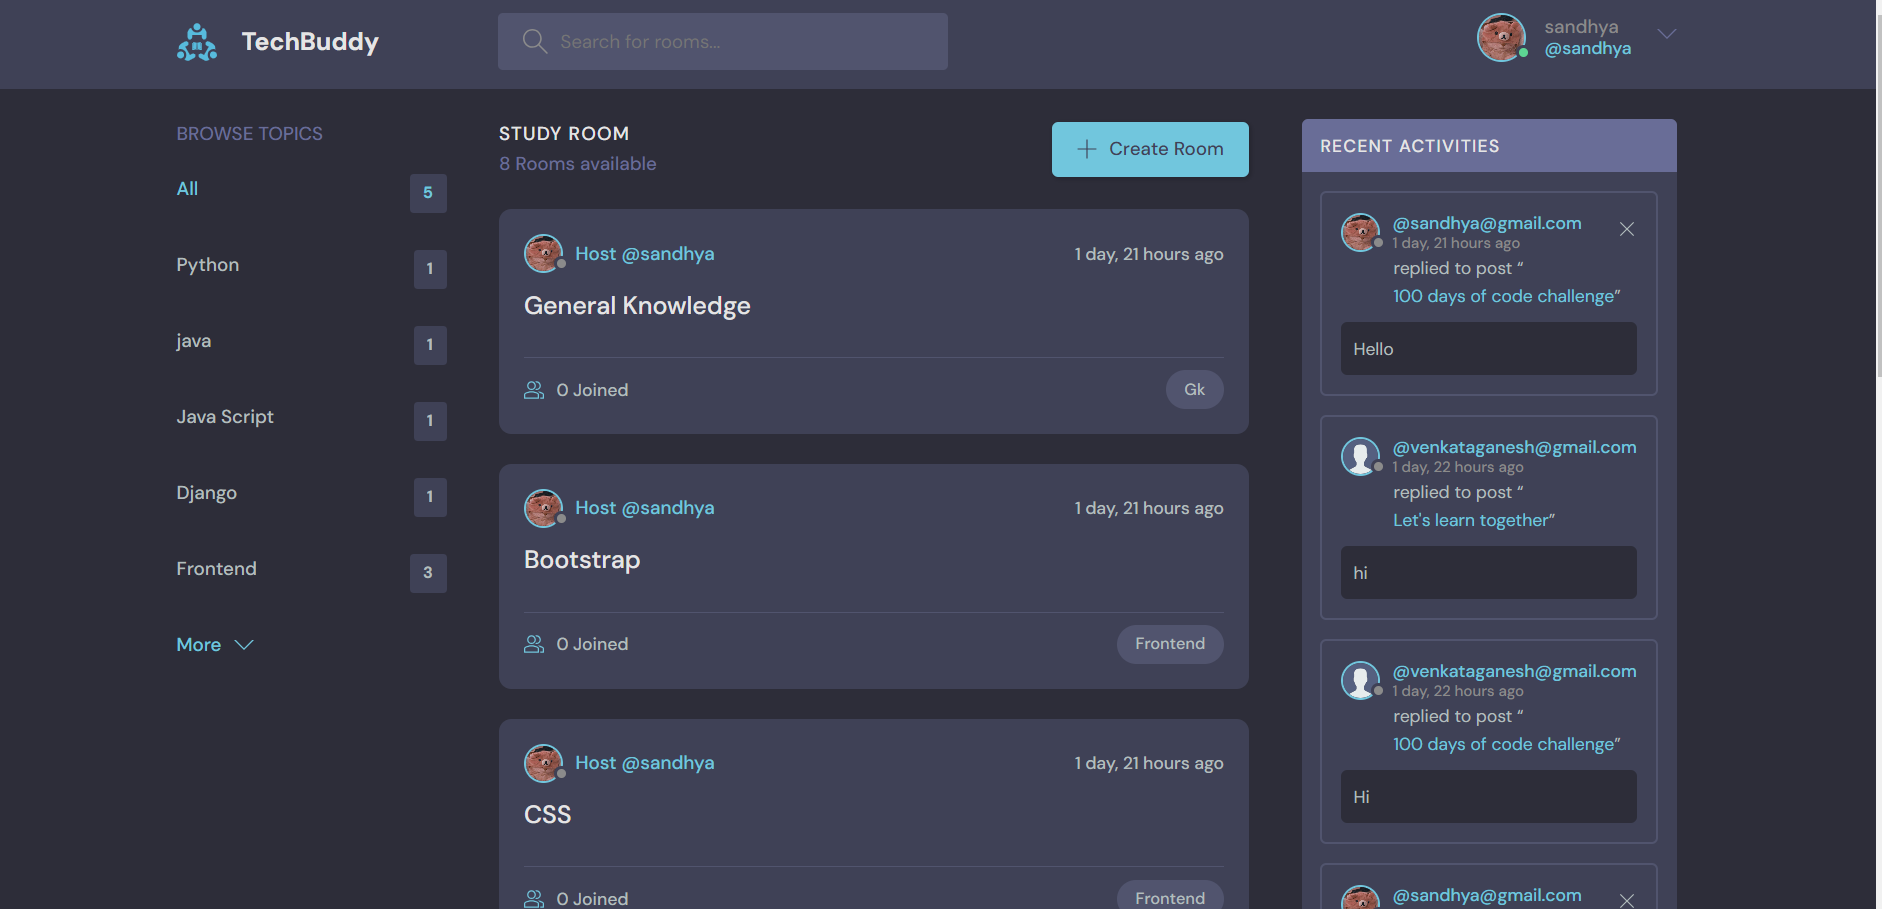 TechBuddy
Search for rooms...
sandhya
@sandhya
BROWSE TOPICS
All
5
Python
1
java
1
Java Script
1
Django
1
Frontend
3
More
STUDY ROOM
8 Rooms available
Create Room
Host @sandhya
1 day, 21 hours ago
General Knowledge
0 Joined
Gk
Host @sandhya
1 day, 21 hours ago
Bootstrap
0 Joined
Frontend
Host @sandhya
1 day, 21 hours ago
CSS
0 Joined
Frontend
RECENT ACTIVITIES
@sandhya@gmail.com
1 day, 21 hours ago
replied to post “
100 days of code challenge”
Hello
@venkataganesh@gmail.com
1 day, 22 hours ago
replied to post “
Let's learn together”
hi
@venkataganesh@gmail.com
1 day, 22 hours ago
replied to post “
100 days of code challenge”
Hi
@sandhya@gmail.com